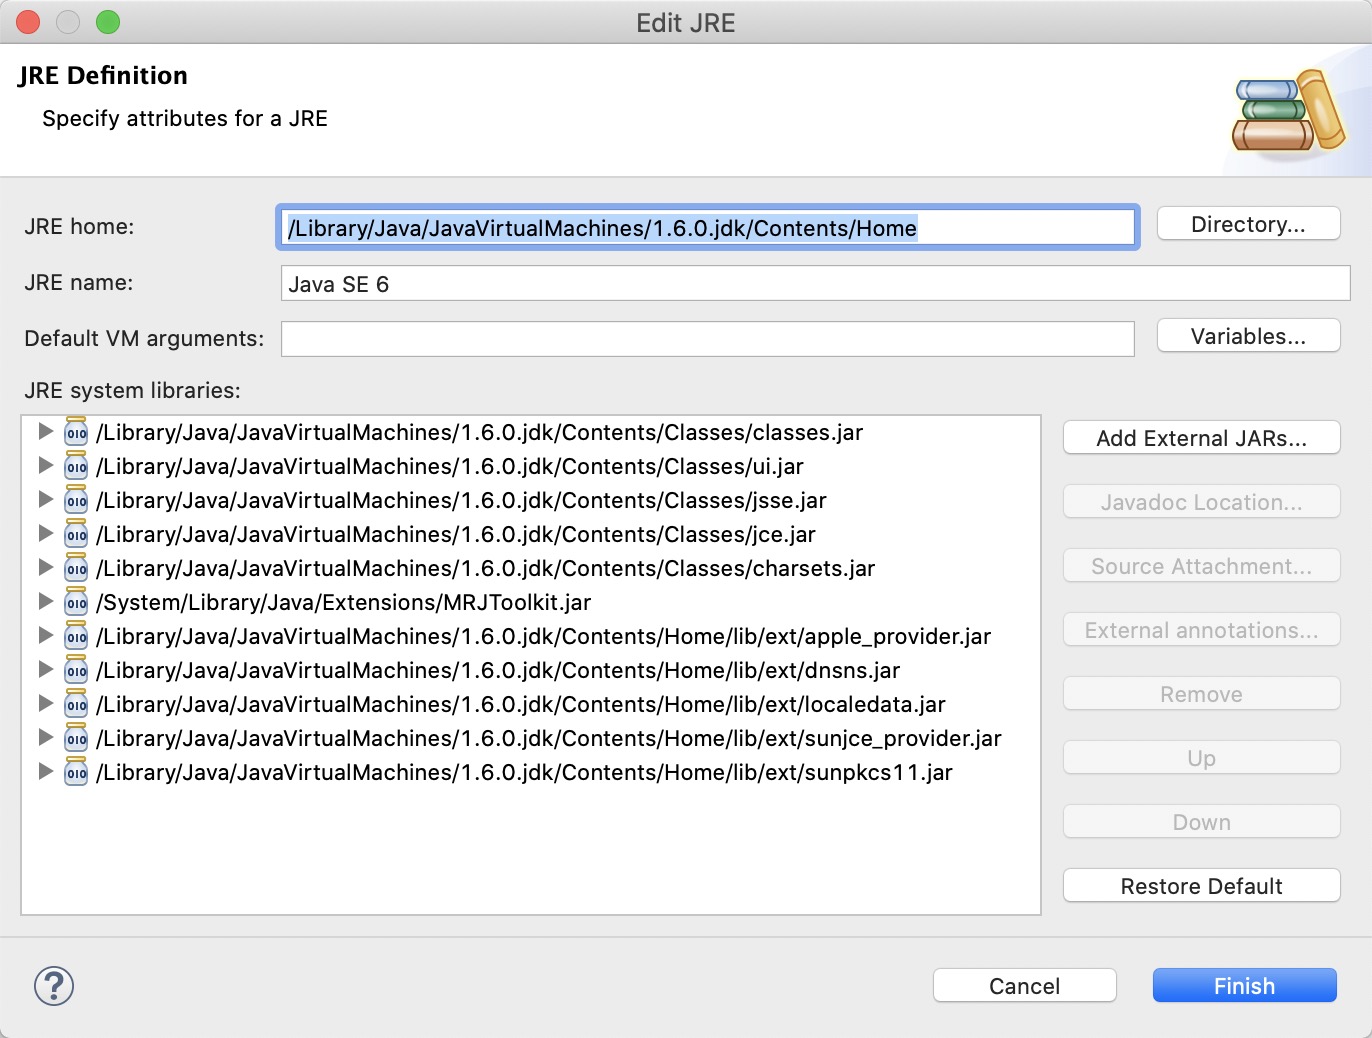 Edit JRE
JRE Definition
Specify attributes for a JRE
JRE home: /Library/Java/JavaVirtualMachines/1.6.0.jdk/Contents/Home Directory...
JRE name: Java SE 6
Default VM arguments: Variables...
JRE system libraries:
/Library/Java/JavaVirtualMachines/1.6.0.jdk/Contents/Classes/classes.jar
/Library/Java/JavaVirtualMachines/1.6.0.jdk/Contents/Classes/ui.jar
/Library/Java/JavaVirtualMachines/1.6.0.jdk/Contents/Classes/jsse.jar
/Library/Java/JavaVirtualMachines/1.6.0.jdk/Contents/Classes/jce.jar
/Library/Java/JavaVirtualMachines/1.6.0.jdk/Contents/Classes/charsets.jar
/System/Library/Java/Extensions/MRJToolkit.jar
/Library/Java/JavaVirtualMachines/1.6.0.jdk/Contents/Home/lib/ext/apple_provider.jar
/Library/Java/JavaVirtualMachines/1.6.0.jdk/Contents/Home/lib/ext/dnsns.jar
/Library/Java/JavaVirtualMachines/1.6.0.jdk/Contents/Home/lib/ext/localedata.jar
/Library/Java/JavaVirtualMachines/1.6.0.jdk/Contents/Home/lib/ext/sunjce_provider.jar
/Library/Java/JavaVirtualMachines/1.6.0.jdk/Contents/Home/lib/ext/sunpkcs11.jar
Add External JARs...
Javadoc Location...
Source Attachment...
External annotations...
Remove
Up
Down
Restore Default
? Cancel Finish